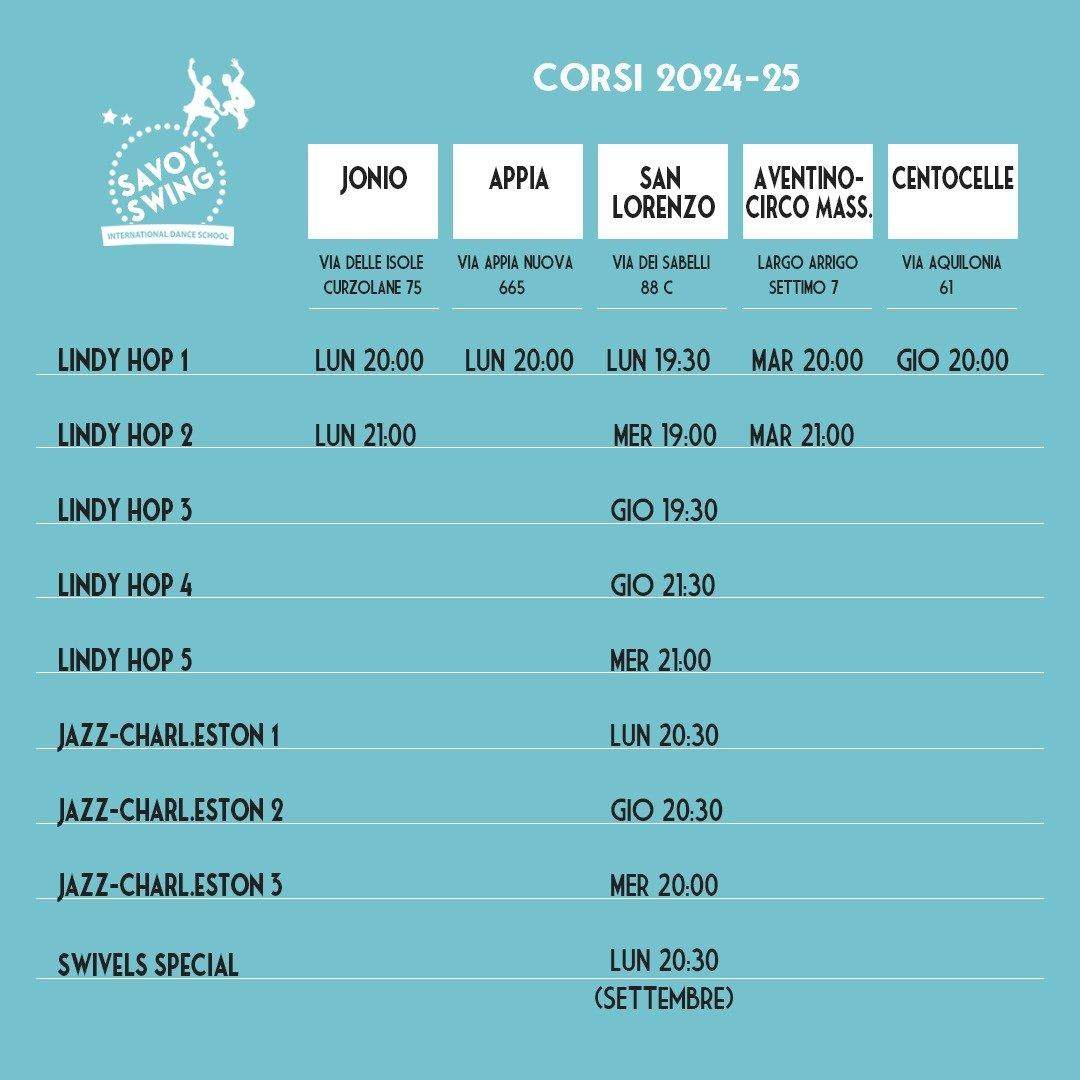 CORSI 2024-25
SAVOY
SWING
INTERNATIONAL DANCE SCHOOL
JONIO
APPIA
SAN
LORENZO
AVENTINO-
CIRCO MASS.
CENTOCELLE
VIA DELLE ISOLE
CURZOLANE 75
VIA APPIA NUOVA
665
VIA DEI SABELLI
88 C
LARGO ARRIGO
SETTIMO 7
VIA AQUILONIA
61
LINDY HOP 1 LUN 20:00 LUN 20:00 LUN 19:30 MAR 20:00 GIO 20:00
LINDY HOP 2 LUN 21:00 MER 19:00 MAR 21:00
LINDY HOP 3 GIO 19:30
LINDY HOP 4 GIO 21:30
LINDY HOP 5 MER 21:00
JAZZ-CHARL.ESTON 1 LUN 20:30
JAZZ-CHARL.ESTON 2 GIO 20:30
JAZZ-CHARL.ESTON 3 MER 20:00
SWIVELS SPECIAL LUN 20:30
(SETTEMBRE)